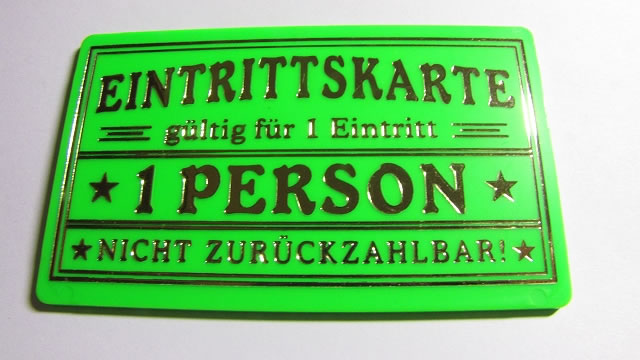 EINTRITTSKARTE
gültig für 1 Eintritt
★ 1 PERSON ★
★ NICHT ZURÜCKZAHLBAR! ★